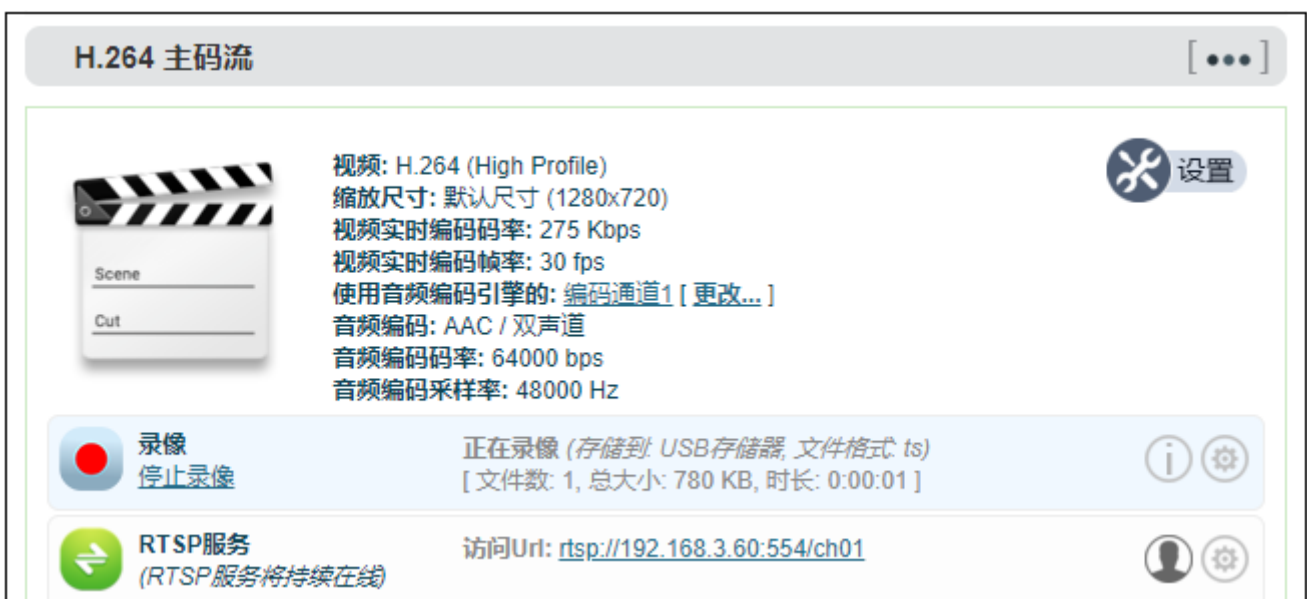 H.264 主码流
[ ••• ]
视频: H.264 (High Profile)
缩放尺寸: 默认尺寸 (1280x720)
视频实时编码码率: 275 Kbps
视频实时编码帧率: 30 fps
使用音频编码引擎的: 编码通道1 [ 更改... ]
音频编码: AAC / 双声道
音频编码码率: 64000 bps
音频编码采样率: 48000 Hz
设置
Scene
Cut
录像
停止录像
正在录像 (存储到: USB存储器, 文件格式: ts)
[ 文件数: 1, 总大小: 780 KB, 时长: 0:00:01 ]
RTSP服务
(RTSP服务将持续在线)
访问Url: rtsp://192.168.3.60:554/ch01